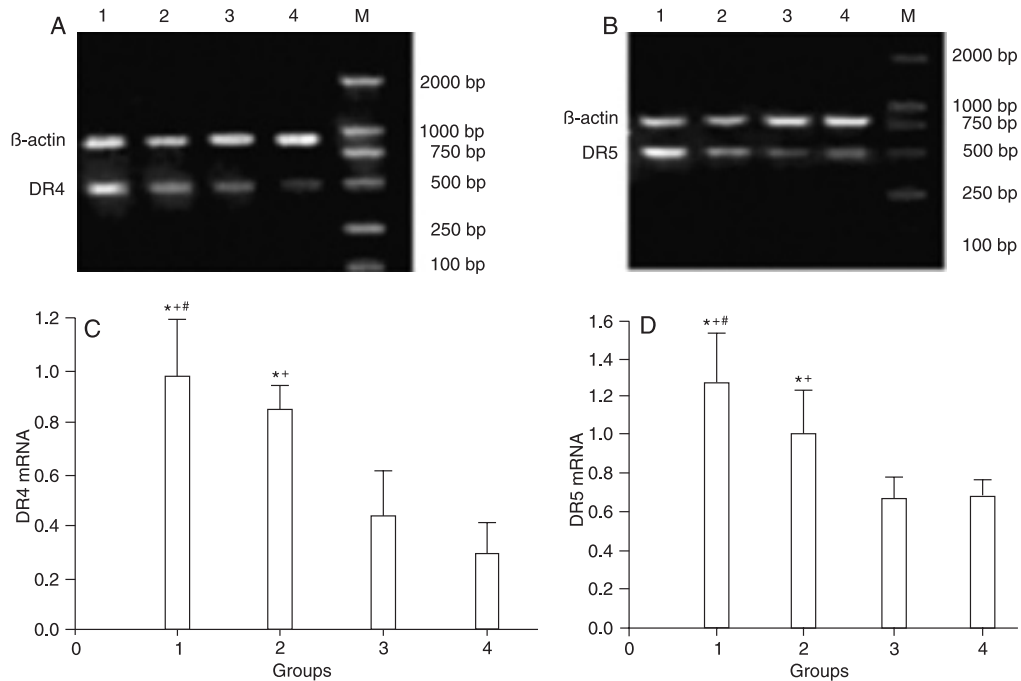 A
1 2 3 4 M
2000 bp
1000 bp
750 bp
500 bp
250 bp
100 bp
ß-actin
DR4
B
1 2 3 4 M
2000 bp
1000 bp
750 bp
500 bp
250 bp
100 bp
ß-actin
DR5
C
DR4 mRNA
1.2
1.0
0.8
0.6
0.4
0.2
0.0
*+#
*+
0 1 2 3 4
Groups
D
DR5 mRNA
1.6
1.4
1.2
1.0
0.8
0.6
0.4
0.2
0.0
*+#
*+
0 1 2 3 4
Groups